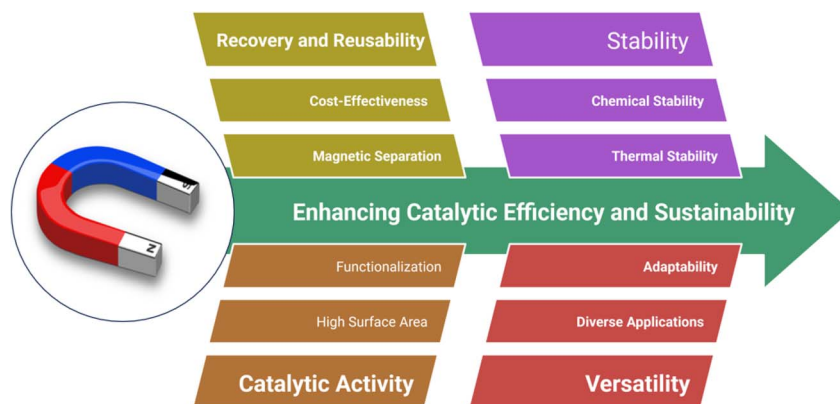 Recovery and Reusability
Stability
Cost-Effectiveness
Chemical Stability
Magnetic Separation
Thermal Stability
S
N
Enhancing Catalytic Efficiency and Sustainability
Functionalization
Adaptability
High Surface Area
Diverse Applications
Catalytic Activity
Versatility